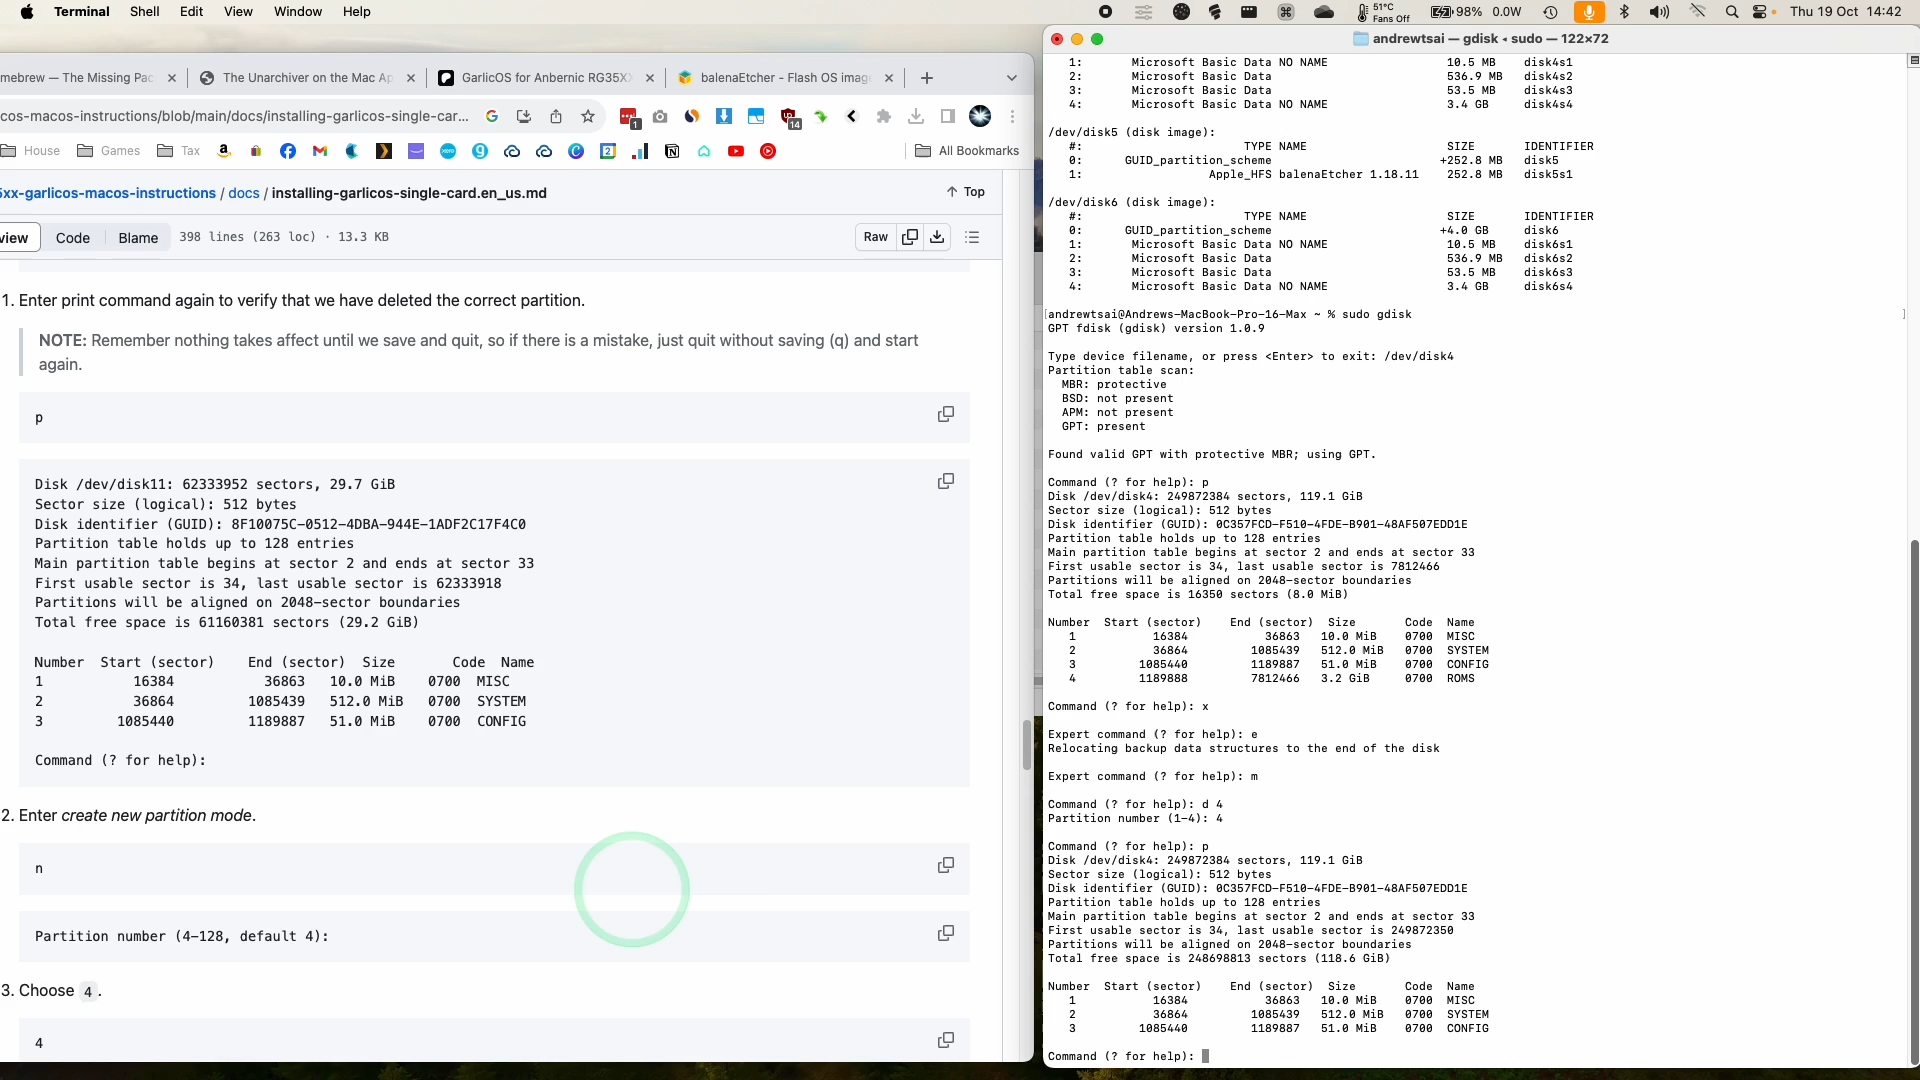 Terminal Shell Edit View Window Help
51°C
Fans Off
98% 0.0W
Thu 19 Oct 14:42
mebrew — The Missing Pac
The Unarchiver on the Mac Ap
GarlicOS for Anbernic RG35XX
balenaEtcher - Flash OS image
cos-macos-instructions/blob/main/docs/installing-garlicos-single-car...
1
14
House Games Tax All Bookmarks
5xx-garlicos-macos-instructions / docs / installing-garlicos-single-card.en_us.md
Top
view Code Blame 398 lines (263 loc) · 13.3 KB Raw
1. Enter print command again to verify that we have deleted the correct partition.
NOTE: Remember nothing takes affect until we save and quit, so if there is a mistake, just quit without saving (q) and start
again.
p
Disk /dev/disk11: 62333952 sectors, 29.7 GiB
Sector size (logical): 512 bytes
Disk identifier (GUID): 8F10075C-0512-4DBA-944E-1ADF2C17F4C0
Partition table holds up to 128 entries
Main partition table begins at sector 2 and ends at sector 33
First usable sector is 34, last usable sector is 62333918
Partitions will be aligned on 2048-sector boundaries
Total free space is 61160381 sectors (29.2 GiB)
Number Start (sector) End (sector) Size Code Name
1 16384 36863 10.0 MiB 0700 MISC
2 36864 1085439 512.0 MiB 0700 SYSTEM
3 1085440 1189887 51.0 MiB 0700 CONFIG
Command (? for help):
2. Enter create new partition mode.
n
Partition number (4-128, default 4):
3. Choose 4 .
4
andrewtsai — gdisk ◂ sudo — 122×72
1: Microsoft Basic Data NO NAME 10.5 MB disk4s1
2: Microsoft Basic Data 536.9 MB disk4s2
3: Microsoft Basic Data 53.5 MB disk4s3
4: Microsoft Basic Data NO NAME 3.4 GB disk4s4
/dev/disk5 (disk image):
#: TYPE NAME SIZE IDENTIFIER
0: GUID_partition_scheme +252.8 MB disk5
1: Apple_HFS balenaEtcher 1.18.11 252.8 MB disk5s1
/dev/disk6 (disk image):
#: TYPE NAME SIZE IDENTIFIER
0: GUID_partition_scheme +4.0 GB disk6
1: Microsoft Basic Data NO NAME 10.5 MB disk6s1
2: Microsoft Basic Data 536.9 MB disk6s2
3: Microsoft Basic Data 53.5 MB disk6s3
4: Microsoft Basic Data NO NAME 3.4 GB disk6s4
[andrewtsai@Andrews-MacBook-Pro-16-Max ~ % sudo gdisk ]
GPT fdisk (gdisk) version 1.0.9
Type device filename, or press <Enter> to exit: /dev/disk4
Partition table scan:
MBR: protective
BSD: not present
APM: not present
GPT: present
Found valid GPT with protective MBR; using GPT.
Command (? for help): p
Disk /dev/disk4: 249872384 sectors, 119.1 GiB
Sector size (logical): 512 bytes
Disk identifier (GUID): 0C357FCD-F510-4FDE-B901-48AF507EDD1E
Partition table holds up to 128 entries
Main partition table begins at sector 2 and ends at sector 33
First usable sector is 34, last usable sector is 7812466
Partitions will be aligned on 2048-sector boundaries
Total free space is 16350 sectors (8.0 MiB)
Number Start (sector) End (sector) Size Code Name
1 16384 36863 10.0 MiB 0700 MISC
2 36864 1085439 512.0 MiB 0700 SYSTEM
3 1085440 1189887 51.0 MiB 0700 CONFIG
4 1189888 7812466 3.2 GiB 0700 ROMS
Command (? for help): x
Expert command (? for help): e
Relocating backup data structures to the end of the disk
Expert command (? for help): m
Command (? for help): d 4
Partition number (1-4): 4
Command (? for help): p
Disk /dev/disk4: 249872384 sectors, 119.1 GiB
Sector size (logical): 512 bytes
Disk identifier (GUID): 0C357FCD-F510-4FDE-B901-48AF507EDD1E
Partition table holds up to 128 entries
Main partition table begins at sector 2 and ends at sector 33
First usable sector is 34, last usable sector is 249872350
Partitions will be aligned on 2048-sector boundaries
Total free space is 248698813 sectors (118.6 GiB)
Number Start (sector) End (sector) Size Code Name
1 16384 36863 10.0 MiB 0700 MISC
2 36864 1085439 512.0 MiB 0700 SYSTEM
3 1085440 1189887 51.0 MiB 0700 CONFIG
Command (? for help):